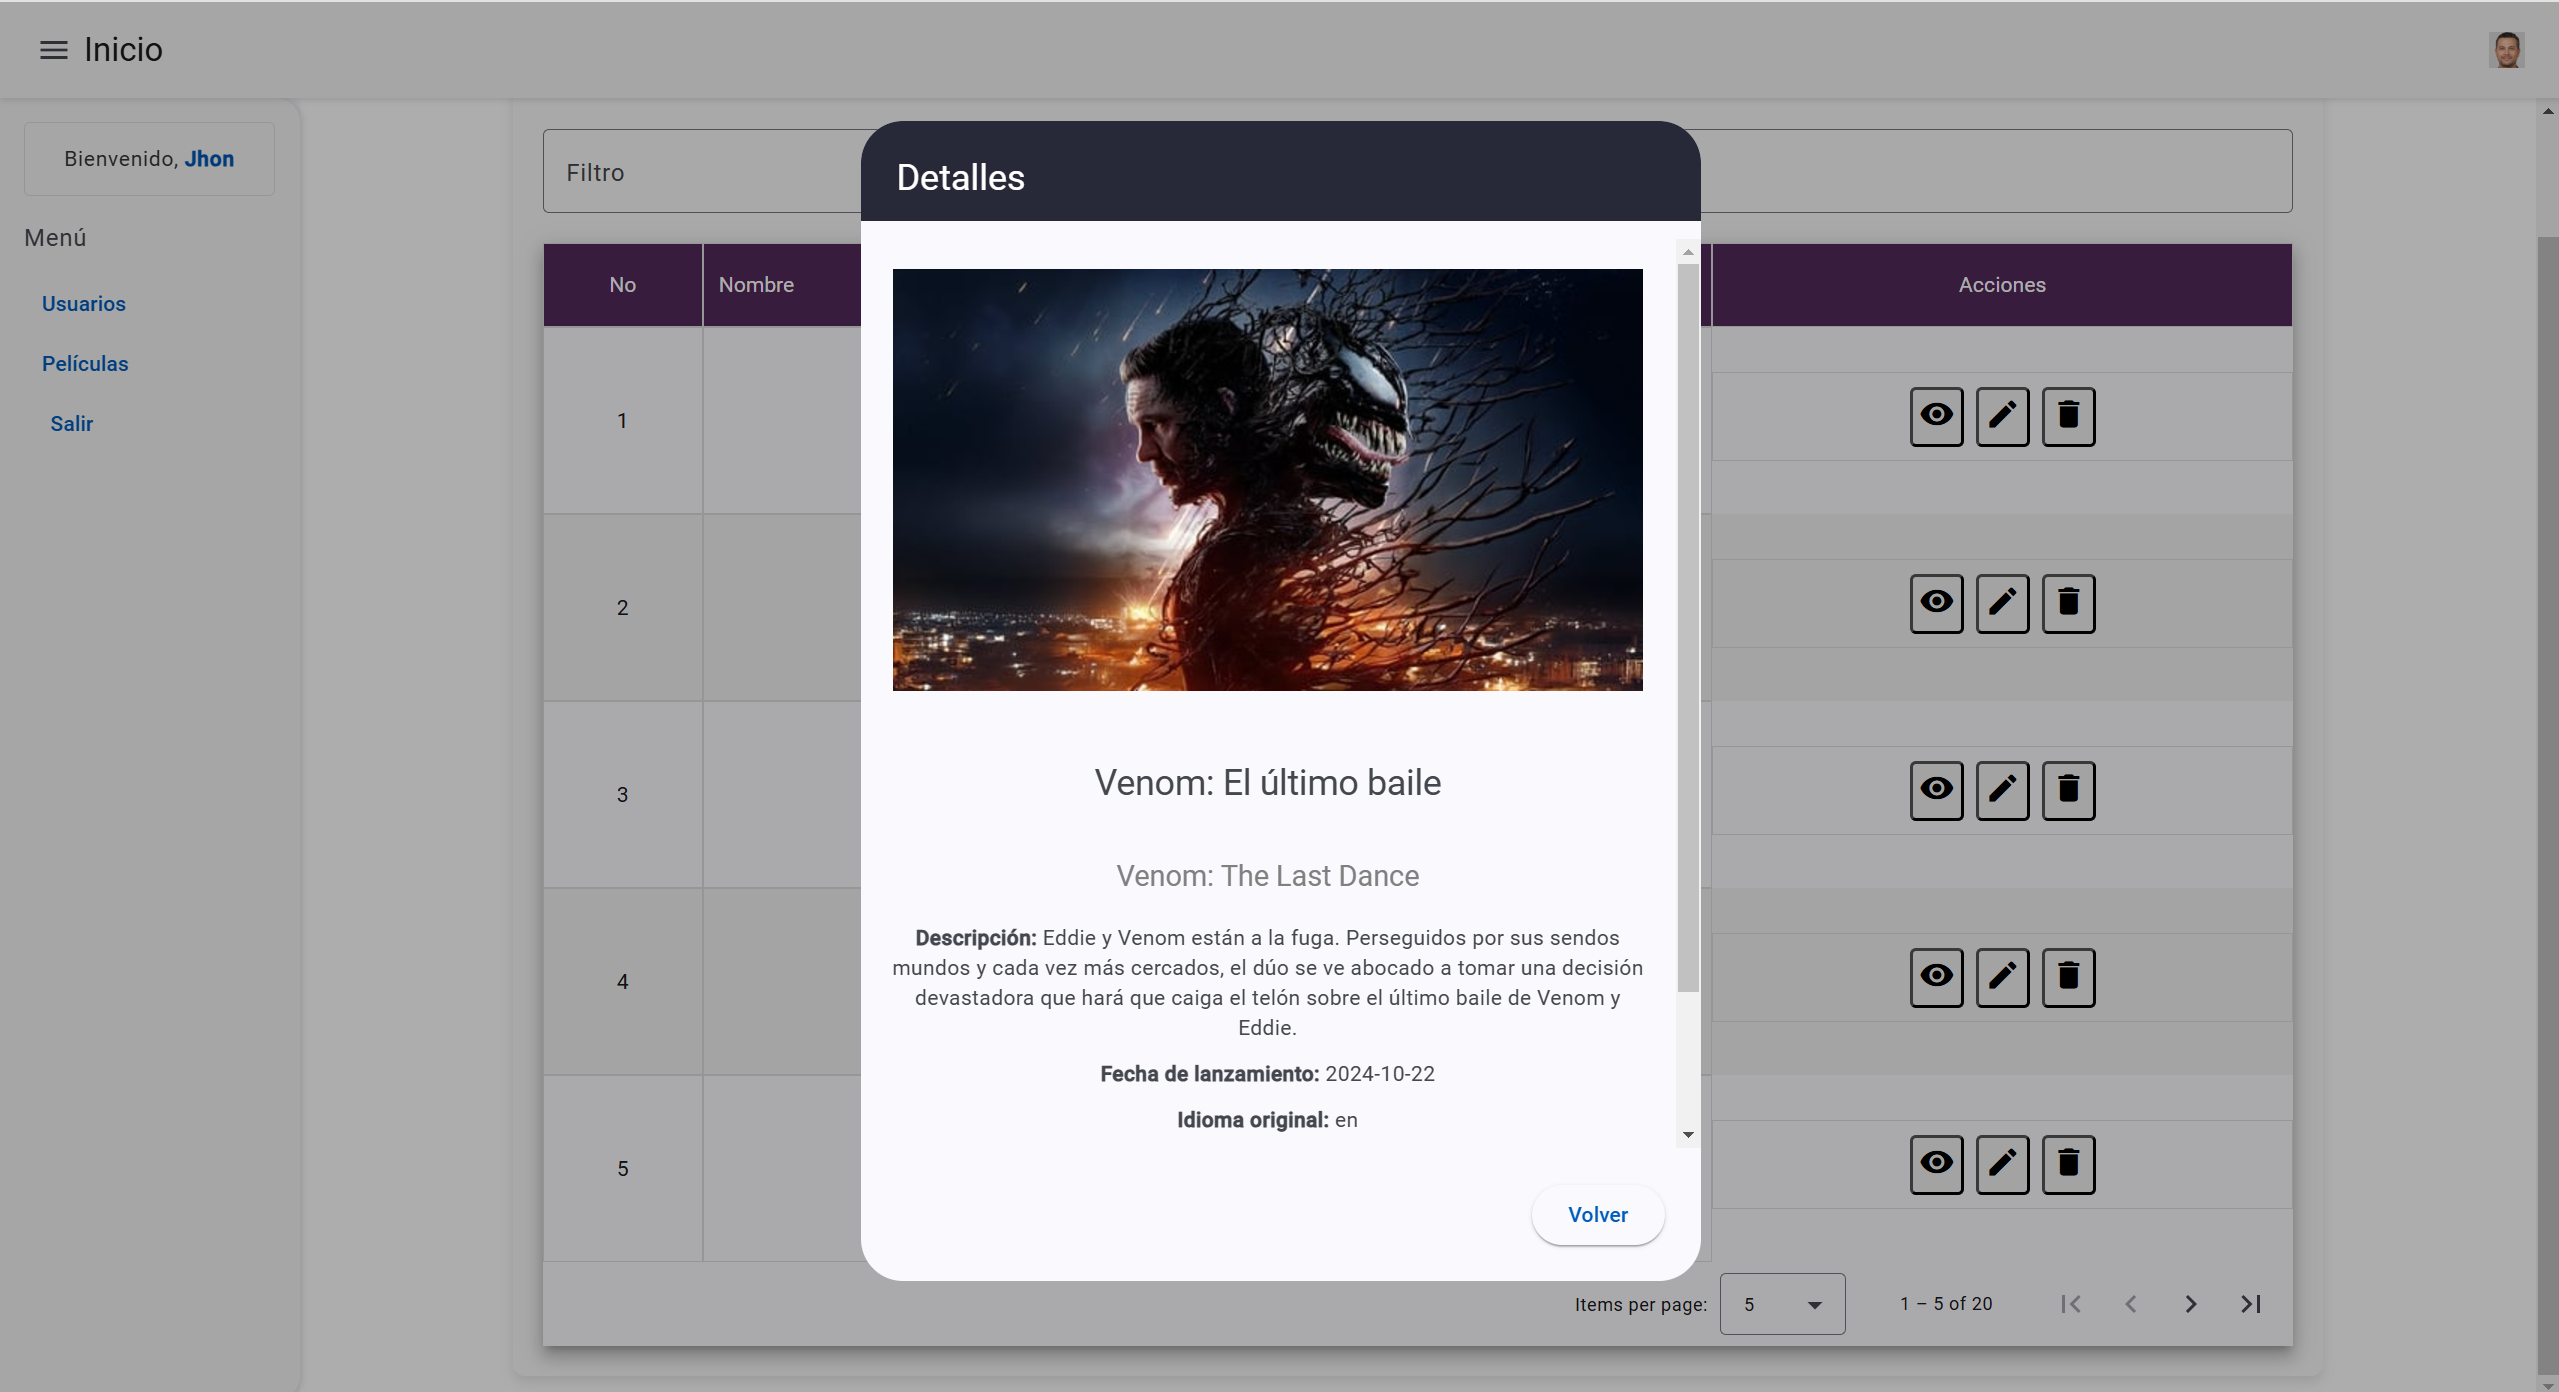 Inicio
Bienvenido, Jhon
Menú
Usuarios
Películas
Salir
Filtro
No
Nombre
Acciones
1
2
3
4
5
Detalles
Venom: El último baile
Venom: The Last Dance
Descripción: Eddie y Venom están a la fuga. Perseguidos por sus sendos
mundos y cada vez más cercados, el dúo se ve abocado a tomar una decisión
devastadora que hará que caiga el telón sobre el último baile de Venom y
Eddie.
Fecha de lanzamiento: 2024-10-22
Idioma original: en
Volver
Items per page: 5
1 – 5 of 20